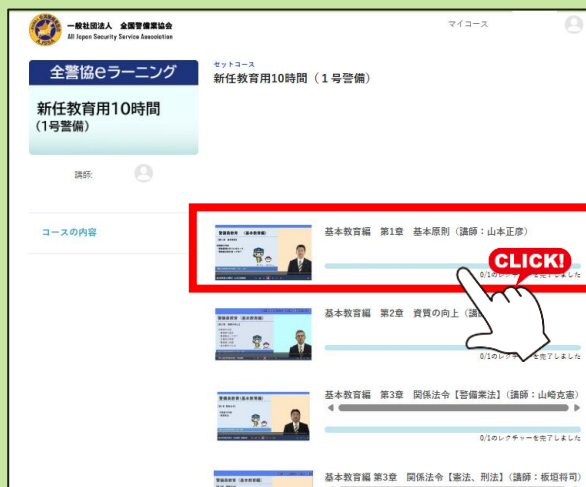 一般社団法人　全国警備業協会
All Japan Security Service Association
マイコース
全警協eラーニング
新任教育用10時間
(1号警備)
講師:
セットコース
新任教育用10時間（1号警備）
コースの内容
基本教育編　第1章　基本原則（講師：山本正彦）
CLICK!
0/1のレクチャーを完了しました
基本教育編　第2章　資質の向上（講
0/1のレクチャーを完了しました
基本教育編　第3章　関係法令【警備業法】（講師：山崎克憲）
0/1のレクチャーを完了しました
基本教育編 第3章　関係法令【憲法、刑法】（講師：板垣将司）